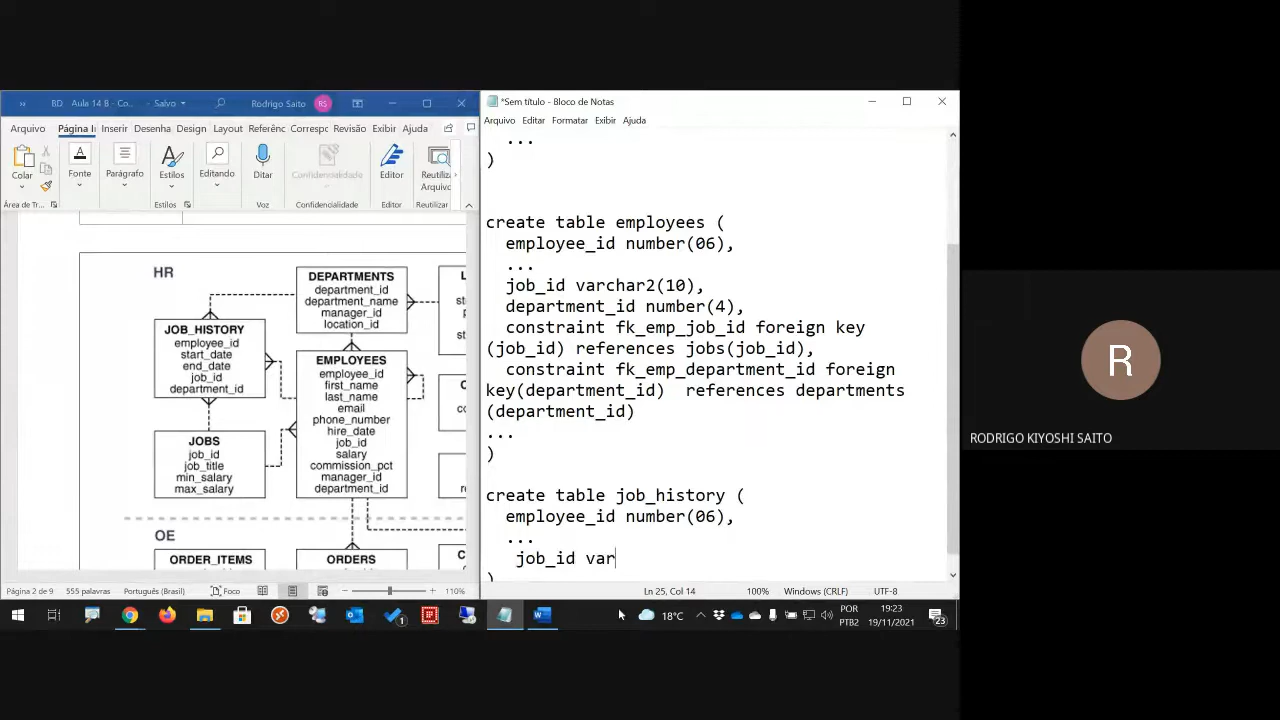 BD Aula 14 B - Co... - Salvo
Rodrigo Saito
RS
Arquivo
Página I
Inserir
Desenha
Design
Layout
Referênc
Corresp
Revisão
Exibir
Ajuda
Colar
Fonte
Parágrafo
Estilos
Editando
Ditar
Confidencialidade
Editor
Reutiliz
Arquivo
Área de Tr...
Estilos
Voz
Confidencialidade
Editor
Reutilizar
HR
DEPARTMENTS
department_id
department_name
manager_id
location_id
JOB_HISTORY
employee_id
start_date
end_date
job_id
department_id
EMPLOYEES
employee_id
first_name
last_name
email
phone_number
hire_date
job_id
salary
commission_pct
manager_id
department_id
JOBS
job_id
job_title
min_salary
max_salary
L
st
p
st
C
c
re
OE
ORDER_ITEMS
ORDERS
C
Página 2 de 9
555 palavras
Português (Brasil)
Foco
110%
*Sem título - Bloco de Notas
Arquivo Editar Formatar Exibir Ajuda
...
)
create table employees (
employee_id number(06),
...
job_id varchar2(10),
department_id number(4),
constraint fk_emp_job_id foreign key
(job_id) references jobs(job_id),
constraint fk_emp_department_id foreign
key(department_id)  references departments
(department_id)
...
)
create table job_history (
employee_id number(06),
...
job_id var
)
Ln 25, Col 14
100%
Windows (CRLF)
UTF-8
1
18°C
POR
PTB2
19:23
19/11/2021
23
R
RODRIGO KIYOSHI SAITO